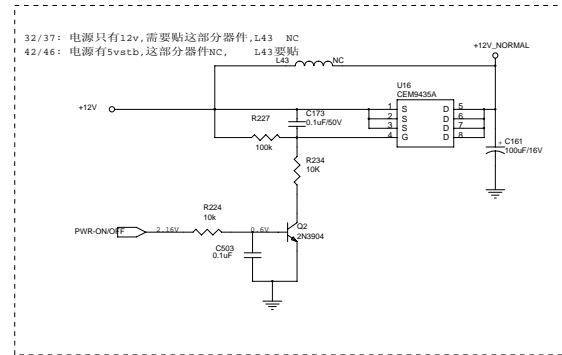 32/37: 电源只有12v,需要贴这部分器件,L43 NC
42/46: 电源有5vstb,这部分器件NC, L43要贴
+12V_NORMAL
L43 NC
U16
CEM9435A
+12V
R227
C173
0.1uF/50V
1 S D 5
2 S D 6
3 S D 7
4 G D 8
100k
C161
100uF/16V
+
R234
10K
R224
10k
PWR-ON/OFF
2.16V
0.6V
Q2
2N3904
C503
0.1uF